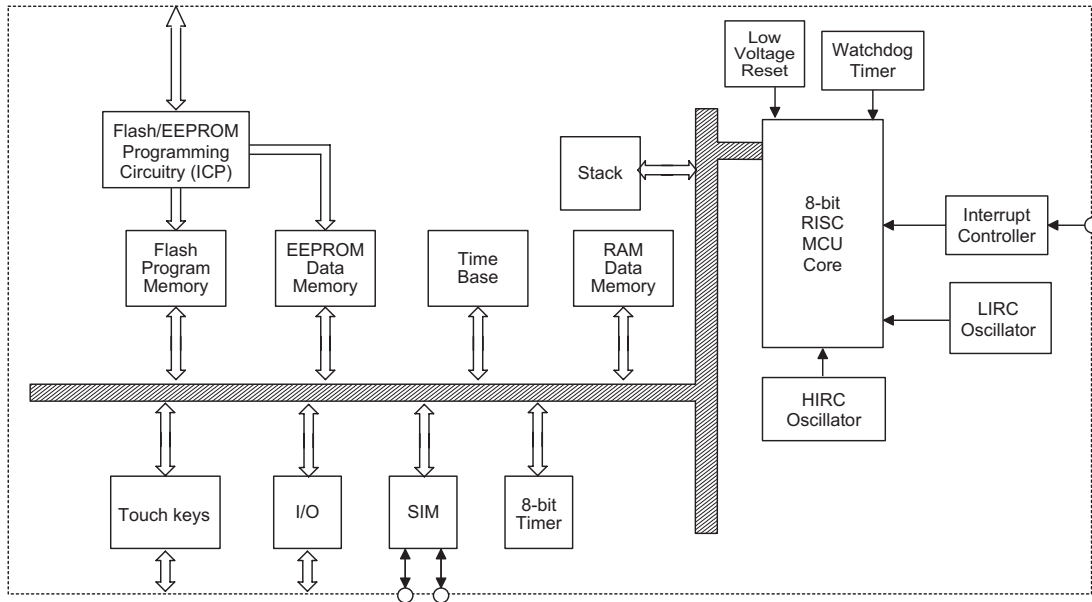 Low
Voltage
Reset
Watchdog
Timer
Flash/EEPROM
Programming
Circuitry (ICP)
Stack
8-bit
RISC
MCU
Core
Interrupt
Controller
Flash
Program
Memory
EEPROM
Data
Memory
Time
Base
RAM
Data
Memory
LIRC
Oscillator
HIRC
Oscillator
Touch keys
I/O
SIM
8-bit
Timer